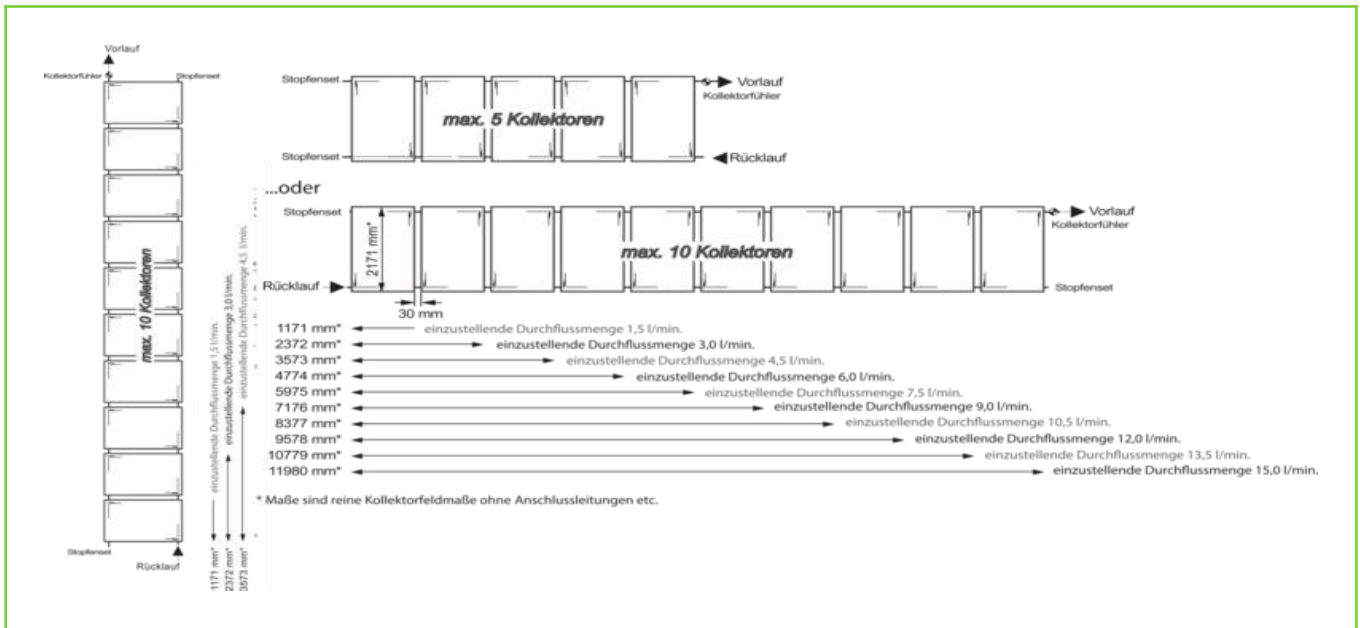 Vorlauf
Kollektorfühler
Stopfenset
max. 10 Kollektoren
Stopfenset
Rücklauf
einzustellende Durchflussmenge 1,5 l/min.
einzustellende Durchflussmenge 3,0 l/min.
einzustellende Durchflussmenge 4,5 l/min.
1171 mm*
2372 mm*
3573 mm*
Stopfenset
Vorlauf
Kollektorfühler
max. 5 Kollektoren
Stopfenset
Rücklauf
...oder
Stopfenset
Vorlauf
Kollektorfühler
2171 mm*
max. 10 Kollektoren
Rücklauf
Stopfenset
30 mm
1171 mm* einzustellende Durchflussmenge 1,5 l/min.
2372 mm* einzustellende Durchflussmenge 3,0 l/min.
3573 mm* einzustellende Durchflussmenge 4,5 l/min.
4774 mm* einzustellende Durchflussmenge 6,0 l/min.
5975 mm* einzustellende Durchflussmenge 7,5 l/min.
7176 mm* einzustellende Durchflussmenge 9,0 l/min.
8377 mm* einzustellende Durchflussmenge 10,5 l/min.
9578 mm* einzustellende Durchflussmenge 12,0 l/min.
10779 mm* einzustellende Durchflussmenge 13,5 l/min.
11980 mm* einzustellende Durchflussmenge 15,0 l/min.
* Maße sind reine Kollektorfeldmaße ohne Anschlussleitungen etc.